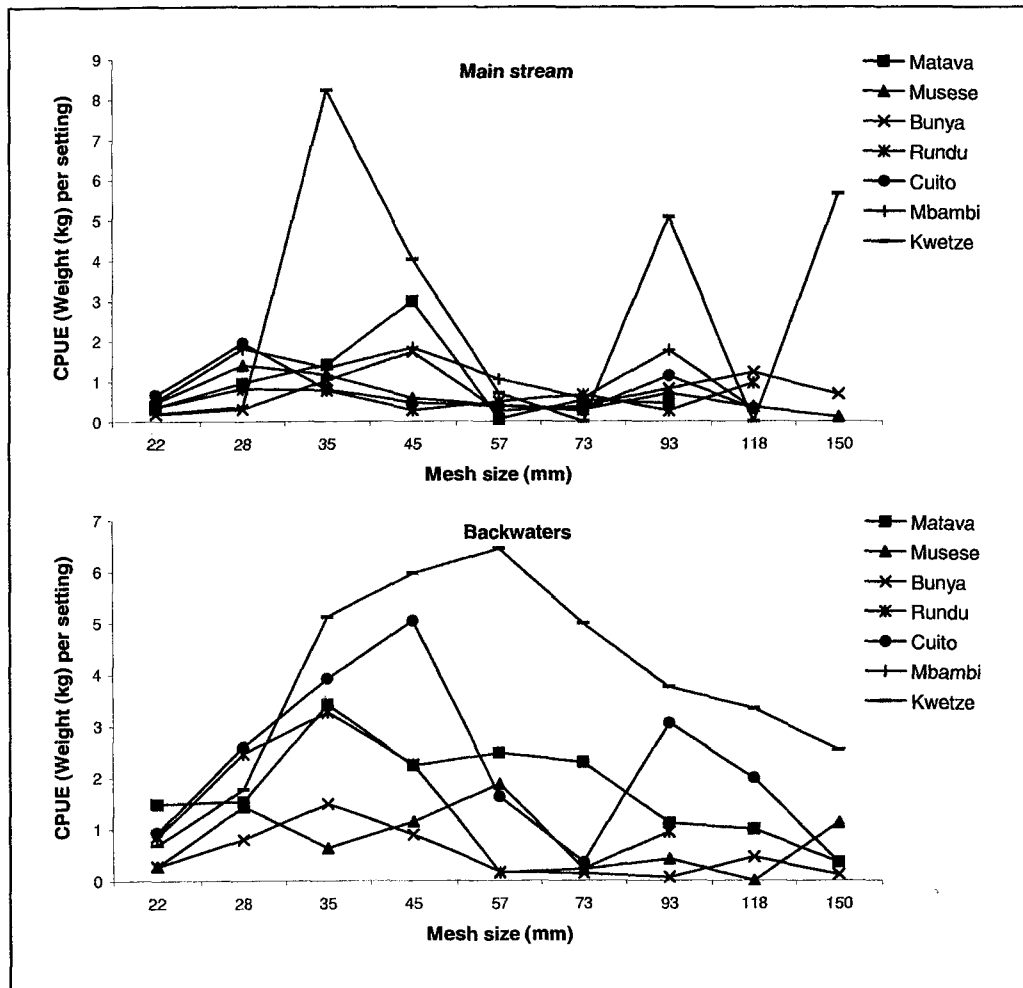 Main stream
CPUE (Weight (kg) per setting)
9
8
7
6
5
4
3
2
1
0
22 28 35 45 57 73 93 118 150
Mesh size (mm)
Matava
Musese
Bunya
Rundu
Cuito
Mbambi
Kwetze
Backwaters
CPUE (Weight (kg) per setting)
7
6
5
4
3
2
1
0
22 28 35 45 57 73 93 118 150
Mesh size (mm)
Matava
Musese
Bunya
Rundu
Cuito
Mbambi
Kwetze